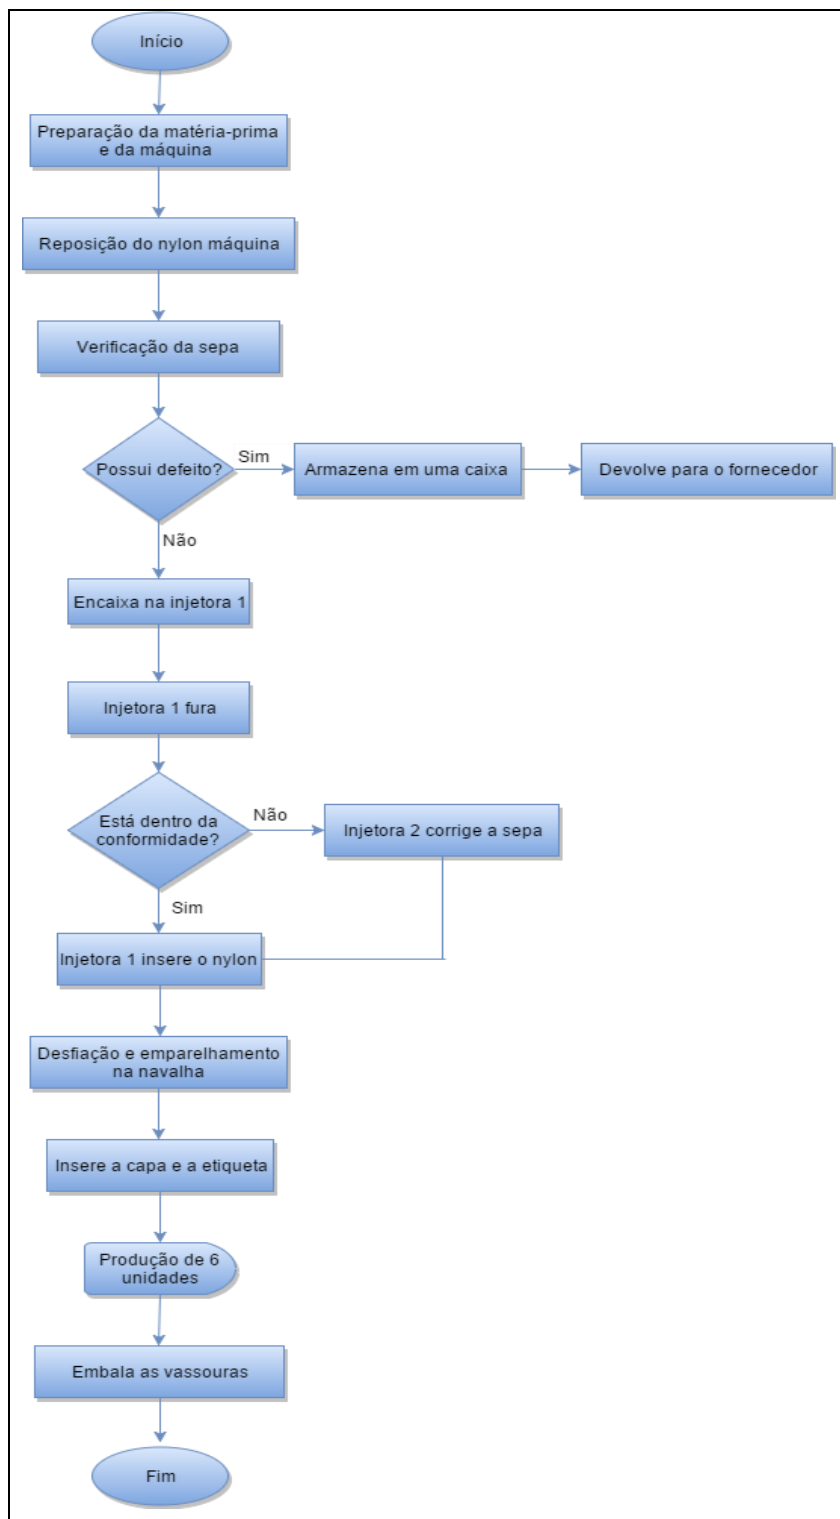 Início
Preparação da matéria-prima
e da máquina
Reposição do nylon máquina
Verificação da sepa
Possui defeito?
Sim
Armazena em uma caixa
Devolve para o fornecedor
Não
Encaixa na injetora 1
Injetora 1 fura
Está dentro da
conformidade?
Não
Injetora 2 corrige a sepa
Sim
Injetora 1 insere o nylon
Desfiação e emparelhamento
na navalha
Insere a capa e a etiqueta
Produção de 6
unidades
Embala as vassouras
Fim